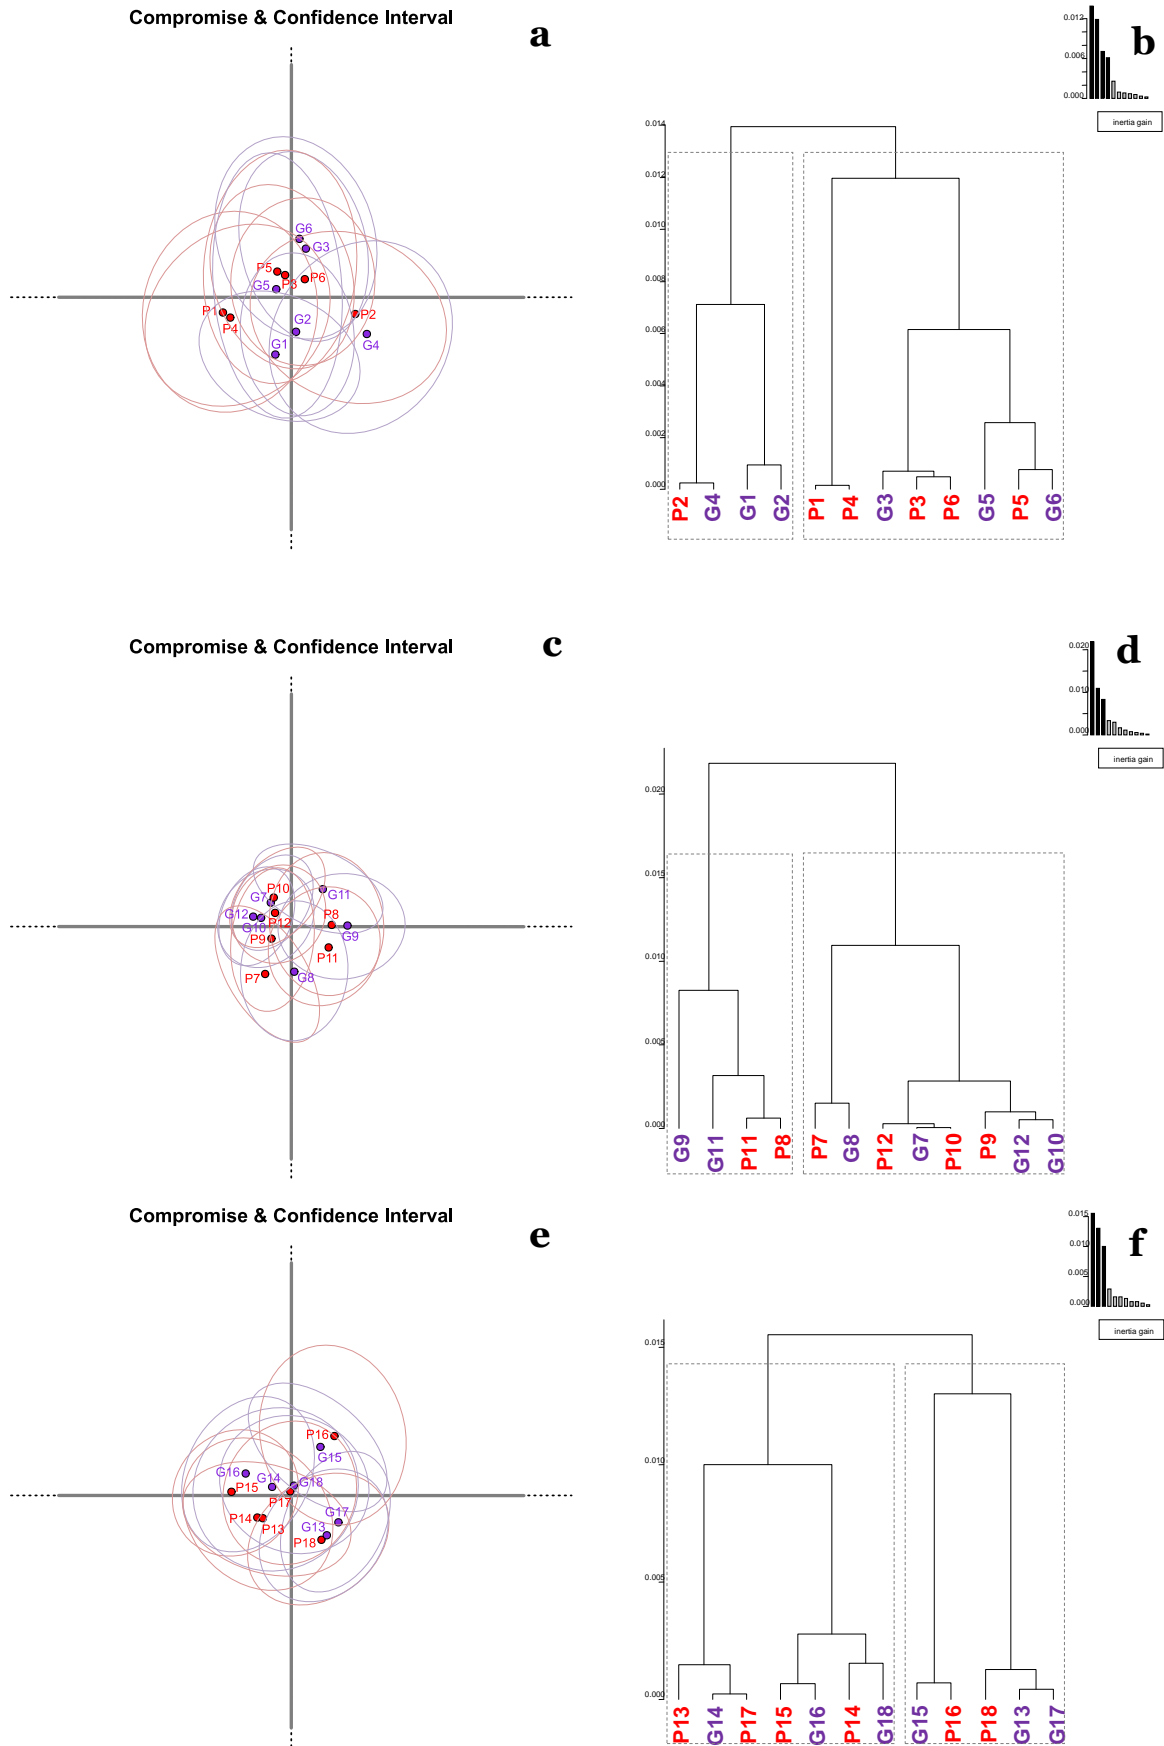 Compromise & Confidence Interval
a
G6
G3
P5
P3
P6
G5
P1
P4
P2
G2
G4
G1
b
0.012
0.006
0.000
inertia gain
0.014
0.012
0.010
0.008
0.006
0.004
0.002
0.000
P2 G4 G1 G2 P1 P4 G3 P3 P6 G5 P5 G6
Compromise & Confidence Interval
c
P10
G7
G11
G12
P12
P8
G10
G9
P9
P11
P7
G8
d
0.020
0.010
0.000
inertia gain
0.020
0.015
0.010
0.005
0.000
G9 G11 P11 P8 P7 G8 P12 G7 P10 P9 G12 G10
Compromise & Confidence Interval
e
P16
G15
G16
G14
G18
P15
P17
P14
P13
G17
G13
P18
f
0.015
0.010
0.005
0.000
inertia gain
0.015
0.010
0.005
0.000
P13 G14 P17 P15 G16 P14 G18 G15 P16 P18 G13 G17